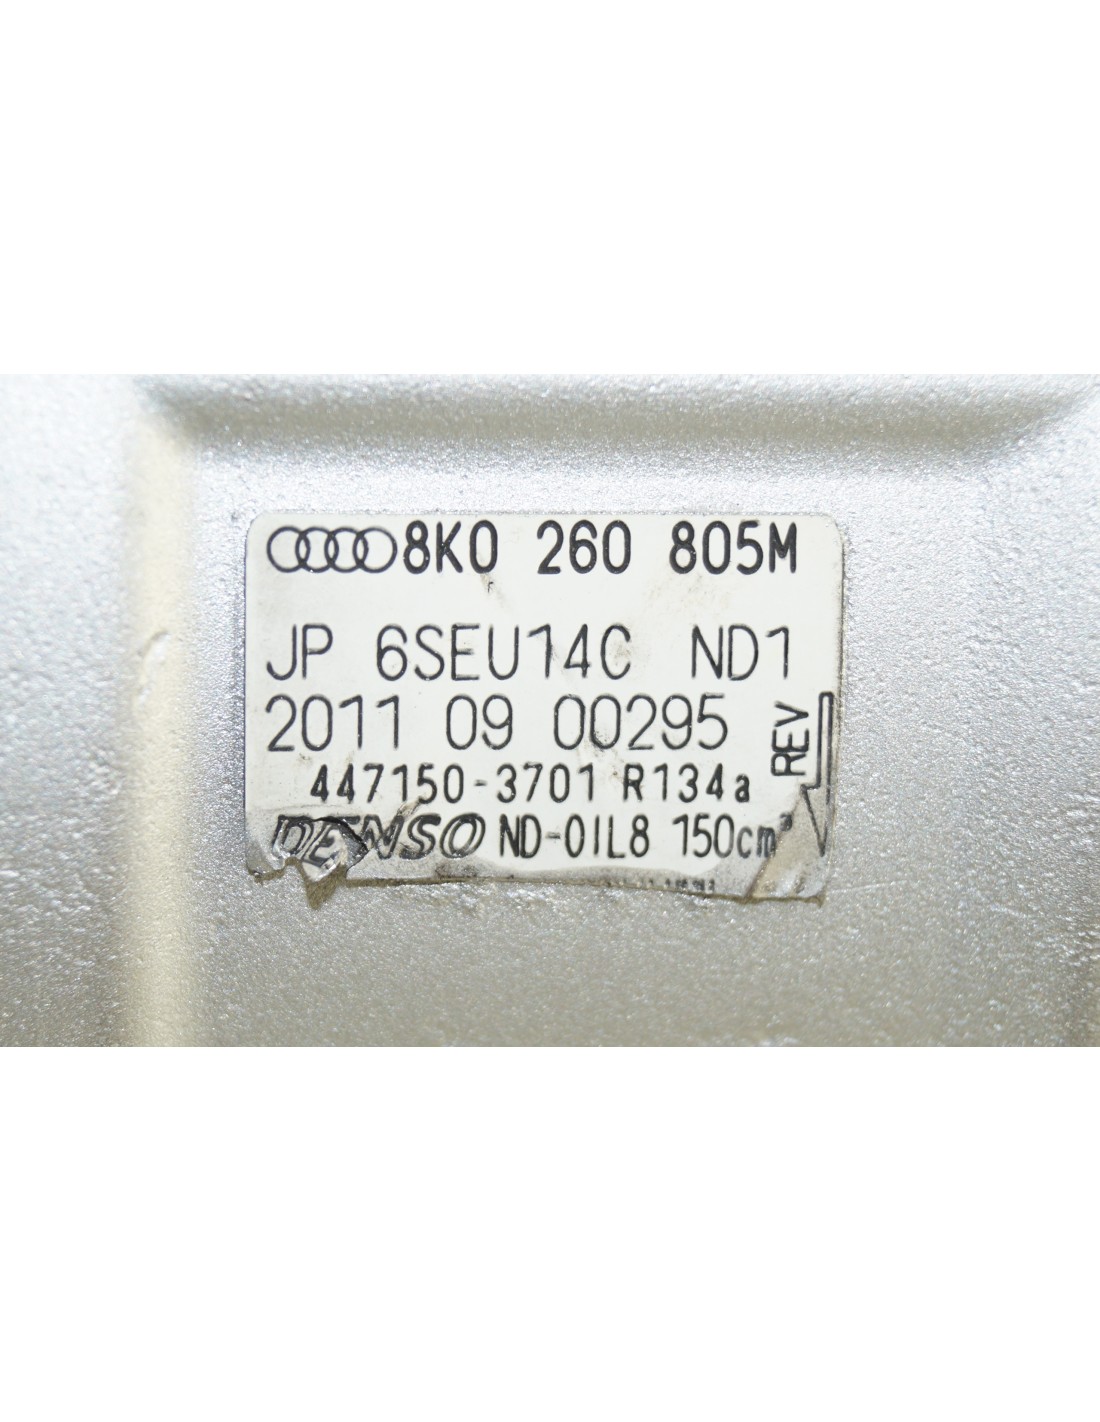 8K0 260 805M
JP 6SEU14C ND1
2011 09 00295
447150-3701 R134a
DENSO ND-OIL8 150cm³
REV